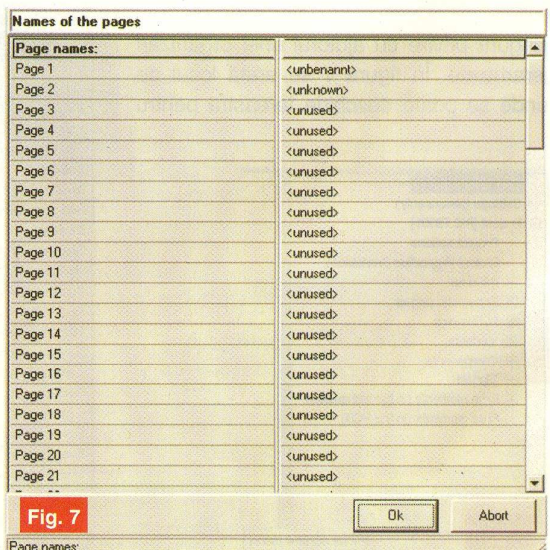 Names of the pages
Page names:
Page 1 <unbenannt>
Page 2 <unknown>
Page 3 <unused>
Page 4 <unused>
Page 5 <unused>
Page 6 <unused>
Page 7 <unused>
Page 8 <unused>
Page 9 <unused>
Page 10 <unused>
Page 11 <unused>
Page 12 <unused>
Page 13 <unused>
Page 14 <unused>
Page 15 <unused>
Page 16 <unused>
Page 17 <unused>
Page 18 <unused>
Page 19 <unused>
Page 20 <unused>
Page 21 <unused>
Fig. 7 Ok Abort
Page names: